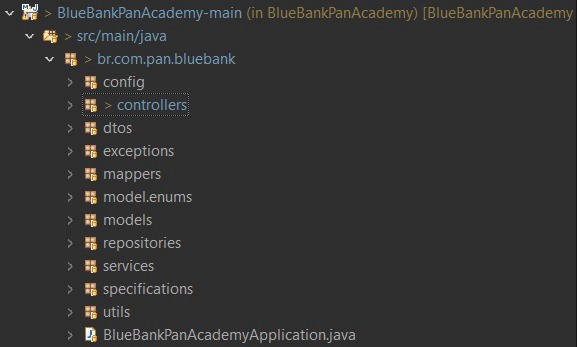 > BlueBankPanAcademy-main (in BlueBankPanAcademy) [BlueBankPanAcademy
> src/main/java
> br.com.pan.bluebank
config
> controllers
dtos
exceptions
mappers
model.enums
models
repositories
services
specifications
utils
BlueBankPanAcademyApplication.java